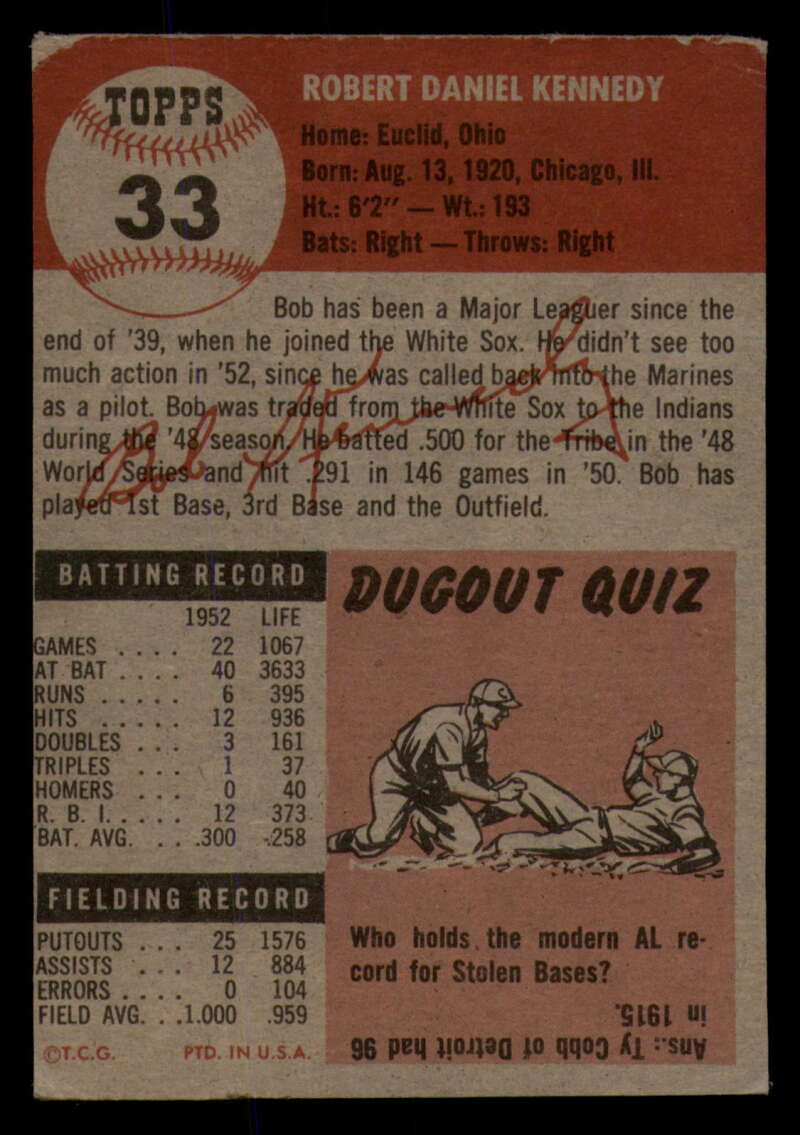 TOPPS
33
ROBERT DANIEL KENNEDY
Home: Euclid, Ohio
Born: Aug. 13, 1920, Chicago, Ill.
Ht.: 6'2" — Wt.: 193
Bats: Right — Throws: Right
Bob has been a Major Leaguer since the
end of '39, when he joined the White Sox. He didn't see too
much action in '52, since he was called back into the Marines
as a pilot. Bob was traded from the White Sox to the Indians
during the '48 season. He batted .500 for the Tribe in the '48
World Series and hit .291 in 146 games in '50. Bob has
played 1st Base, 3rd Base and the Outfield.
Bob Kennedy
BATTING RECORD
1952 LIFE
GAMES . . . . 22 1067
AT BAT . . . . 40 3633
RUNS . . . . . 6 395
HITS . . . . . 12 936
DOUBLES . . . 3 161
TRIPLES . . . 1 37
HOMERS . . . 0 40
R. B. I. . . . . 12 373
BAT. AVG. . . .300 .258
FIELDING RECORD
PUTOUTS . . . 25 1576
ASSISTS . . . 12 884
ERRORS . . . . 0 104
FIELD AVG. . .1.000 .959
©T.C.G. PTD. IN U.S.A.
DUGOUT QUIZ
C
Who holds the modern AL re-
cord for Stolen Bases?
Ans.: Ty Cobb of Detroit had 96
in 1915.